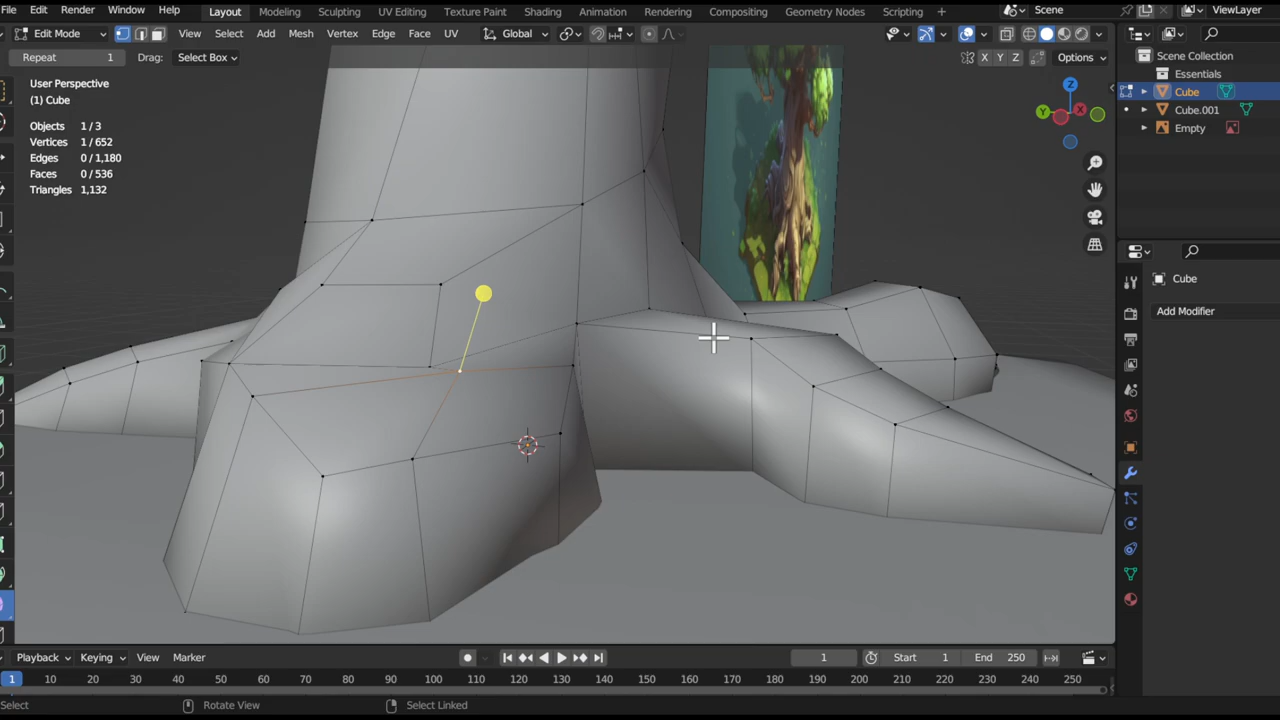 File Edit Render Window Help Layout Modeling Sculpting UV Editing Texture Paint Shading Animation Rendering Compositing Geometry Nodes Scripting + Scene ViewLayer
Edit Mode View Select Add Mesh Vertex Edge Face UV Global
Repeat 1 Drag: Select Box X Y Z Options
Scene Collection
Essentials
Cube
Cube.001
Empty
User Perspective
(1) Cube
Objects 1 / 3
Vertices 1 / 652
Edges 0 / 1,180
Faces 0 / 536
Triangles 1,132
Z
Y X
Cube
Add Modifier
Playback Keying View Marker 1 Start 1 End 250
1 10 20 30 40 50 60 70 80 90 100 110 120 130 140 150 160 170 180 190 200 210 220 230 240 250
Select Rotate View Select Linked